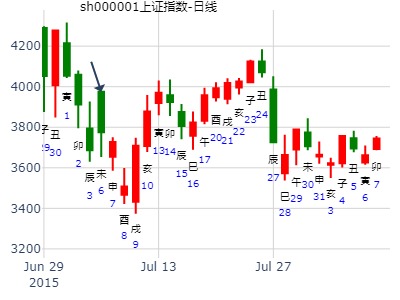 sh000001上证指数-日线
4200
4000
3800
3600
3400
3200
子
29
丑
30
寅
1
卯
2
辰
3
未
6
申
7
酉
8
戌
9
亥
10
寅
13
卯
14
辰
15
巳
16
午
17
酉
20
戌
21
亥
22
子
23
丑
24
辰
27
巳
28
午
29
未
30
申
31
亥
3
子
4
丑
5
寅
6
卯
7
Jun 29
2015
Jul 13
Jul 27